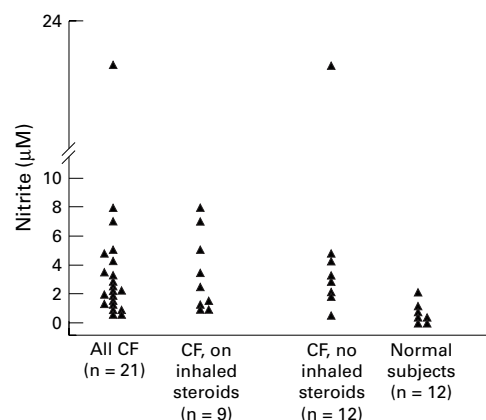 24
10
8
6
4
2
0
Nitrite (μM)
All CF
(n = 21)
CF, on
inhaled
steroids
(n = 9)
CF, no
inhaled
steroids
(n = 12)
Normal
subjects
(n = 12)